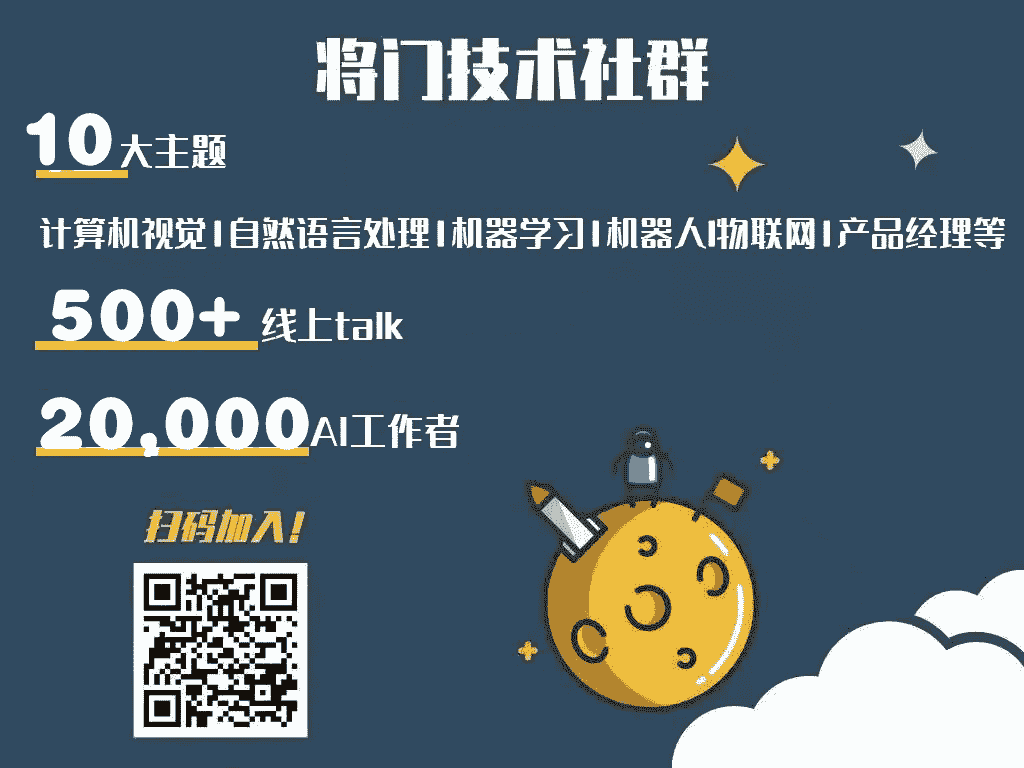 将门技术社群
10大主题
计算机视觉|自然语言处理|机器学习|机器人|物联网|产品经理等
500+ 线上talk
20,000AI工作者
扫码加入!